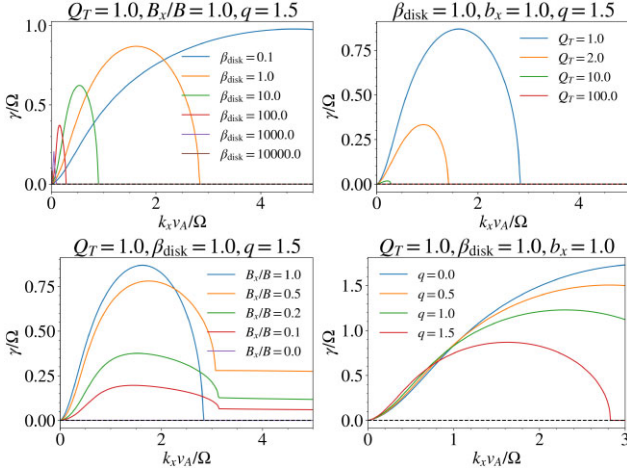 Q_T = 1.0, B_x/B = 1.0, q = 1.5
γ/Ω
1.0
0.5
0.0
β_disk = 0.1
β_disk = 1.0
β_disk = 10.0
β_disk = 100.0
β_disk = 1000.0
β_disk = 10000.0
0 2 4
k_x v_A/Ω
β_disk = 1.0, b_x = 1.0, q = 1.5
γ/Ω
0.75
0.50
0.25
0.00
Q_T = 1.0
Q_T = 2.0
Q_T = 10.0
Q_T = 100.0
0 2 4
k_x v_A/Ω
Q_T = 1.0, β_disk = 1.0, q = 1.5
γ/Ω
0.75
0.50
0.25
0.00
B_x/B = 1.0
B_x/B = 0.5
B_x/B = 0.2
B_x/B = 0.1
B_x/B = 0.0
0 2 4
k_x v_A/Ω
Q_T = 1.0, β_disk = 1.0, b_x = 1.0
γ/Ω
1.5
1.0
0.5
0.0
q = 0.0
q = 0.5
q = 1.0
q = 1.5
0 1 2 3
k_x v_A/Ω